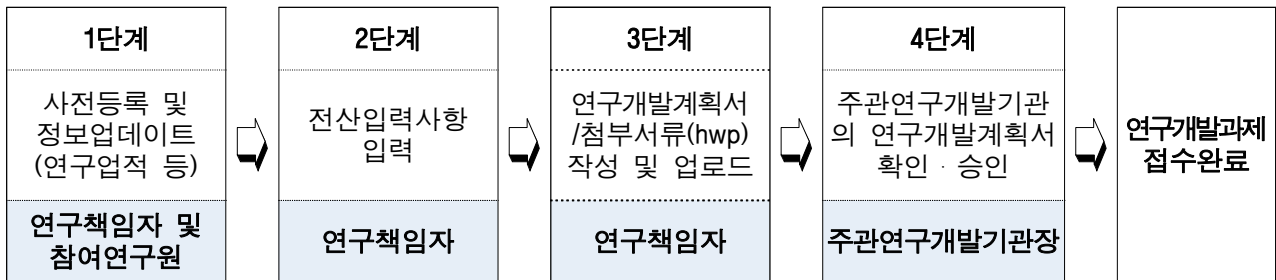 1단계
사전등록 및
정보업데이트
(연구업적 등)
연구책임자 및
참여연구원
2단계
전산입력사항
입력
연구책임자
3단계
연구개발계획서
/첨부서류(hwp)
작성 및 업로드
연구책임자
4단계
주관연구개발기관
의 연구개발계획서
확인 · 승인
주관연구개발기관장
연구개발과제
접수완료